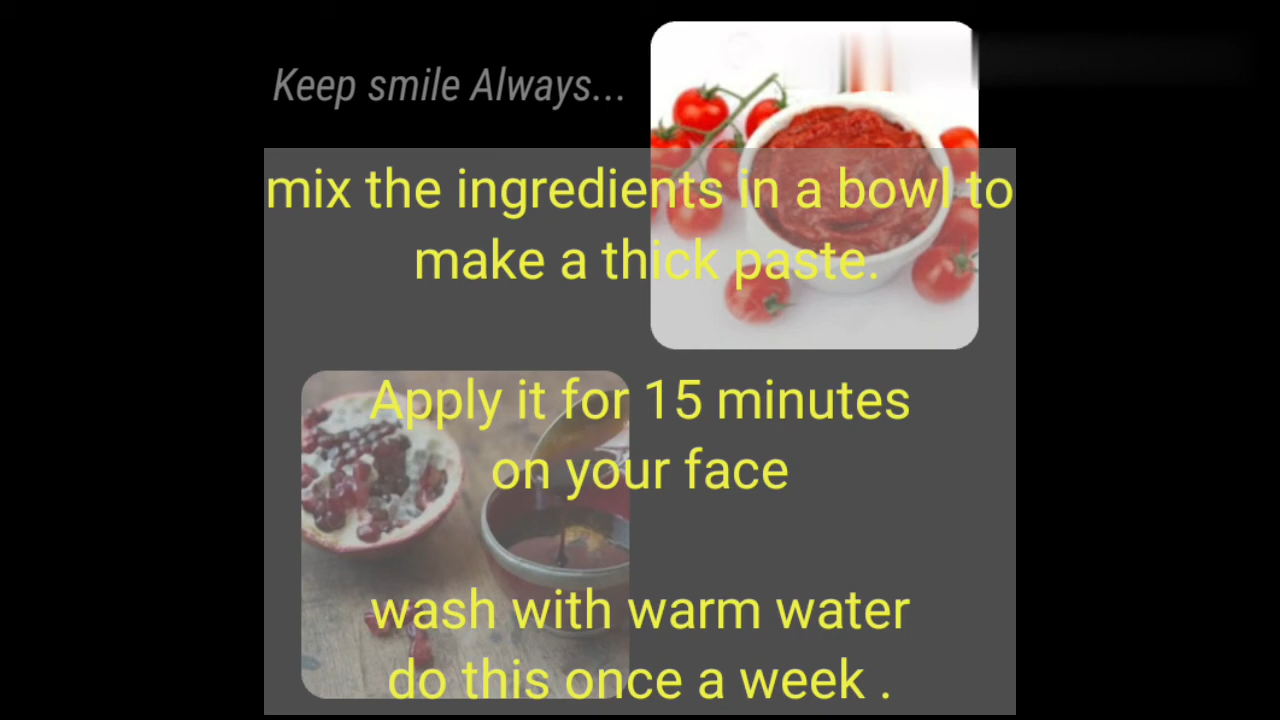 Keep smile Always...
mix the ingredients in a bowl to
make a thick paste.
Apply it for 15 minutes
on your face
wash with warm water
do this once a week .